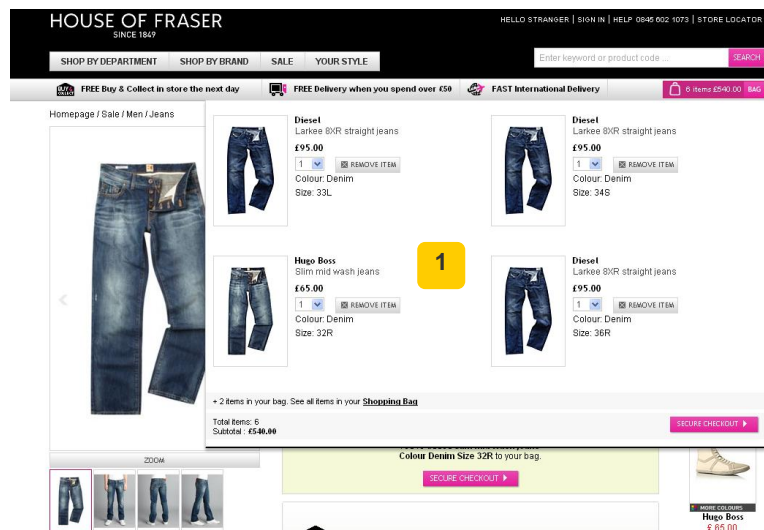 HOUSE OF FRASER
SINCE 1849
HELLO STRANGER | SIGN IN | HELP 0845 602 1073 | STORE LOCATOR
SHOP BY DEPARTMENT SHOP BY BRAND SALE YOUR STYLE
Enter keyword or product code ... SEARCH
BUY & COLLECT FREE Buy & Collect in store the next day FREE Delivery when you spend over £50 FAST International Delivery 6 items £540.00 BAG
Homepage / Sale / Men / Jeans
Diesel
Larkee 8XR straight jeans
£95.00
1 REMOVE ITEM
Colour: Denim
Size: 33L
Diesel
Larkee 8XR straight jeans
£95.00
1 REMOVE ITEM
Colour: Denim
Size: 34S
Hugo Boss
Slim mid wash jeans
£65.00
1 REMOVE ITEM
Colour: Denim
Size: 32R
1
Diesel
Larkee 8XR straight jeans
£95.00
1 REMOVE ITEM
Colour: Denim
Size: 36R
+ 2 items in your bag. See all items in your Shopping Bag
Total items: 6
Subtotal : £540.00
SECURE CHECKOUT
Colour Denim Size 32R to your bag.
SECURE CHECKOUT
ZOOM
MORE COLOURS
Hugo Boss
£ 65.00